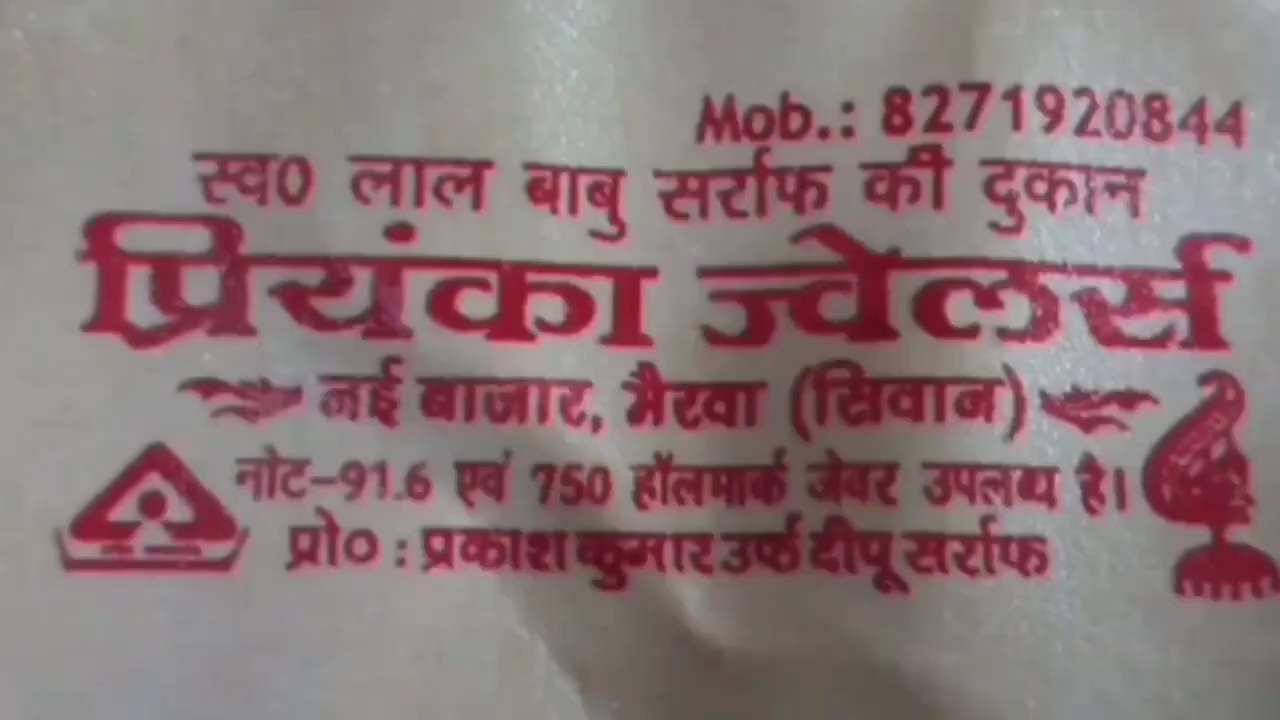 Mob.: 8271920844
स्व० लाल बाबु सर्राफ की दुकान
प्रियंका ज्वेलर्स
नई बाजार, मैरवा (सिवान)
नोट-91.6 एवं 750 हॉलमार्क जेवर उपलब्ध है।
प्रो० : प्रकाश कुमार उर्फ दीपू सर्राफ